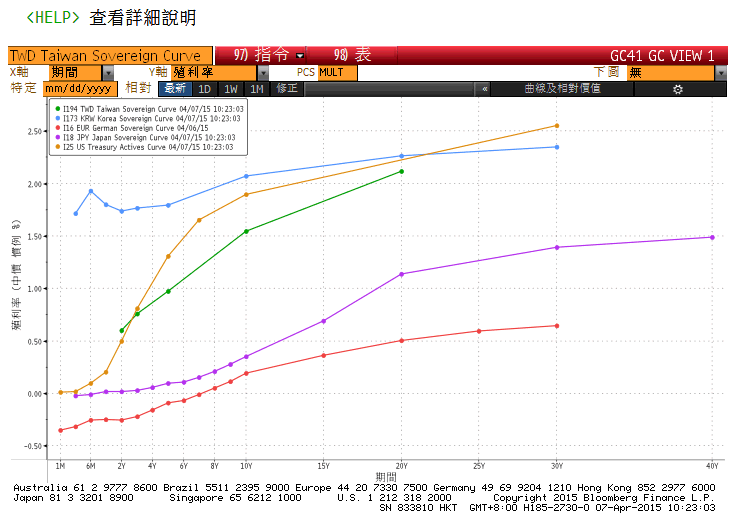 <HELP> 查看詳細說明
TWD Taiwan Sovereign Curve 97) 指令 98) 表 GC41 GC VIEW 1
X軸 期間 Y軸 殖利率 PCS MULT 下圖 無
特定 mm/dd/yyyy 相對 最新 1D 1W 1M 修正 « 曲線及相對價值
I194 TWD Taiwan Sovereign Curve 04/07/15 10:23:03
I173 KRW Korea Sovereign Curve 04/07/15 10:23:03
I16 EUR German Sovereign Curve 04/06/15
I18 JPY Japan Sovereign Curve 04/07/15 10:23:03
I25 US Treasury Actives Curve 04/07/15 10:23:03
殖利率 (中價 慣例 %)
2.50
2.00
1.50
1.00
0.50
0.00
-0.50
1M 6M 2Y 4Y 6Y 8Y 10Y 15Y 20Y 25Y 30Y 40Y
期間
Australia 61 2 9777 8600 Brazil 5511 2395 9000 Europe 44 20 7330 7500 Germany 49 69 9204 1210 Hong Kong 852 2977 6000
Japan 81 3 3201 8900 Singapore 65 6212 1000 U.S. 1 212 318 2000 Copyright 2015 Bloomberg Finance L.P.
SN 833810 HKT GMT+8:00 H185-2730-0 07-Apr-2015 10:23:03